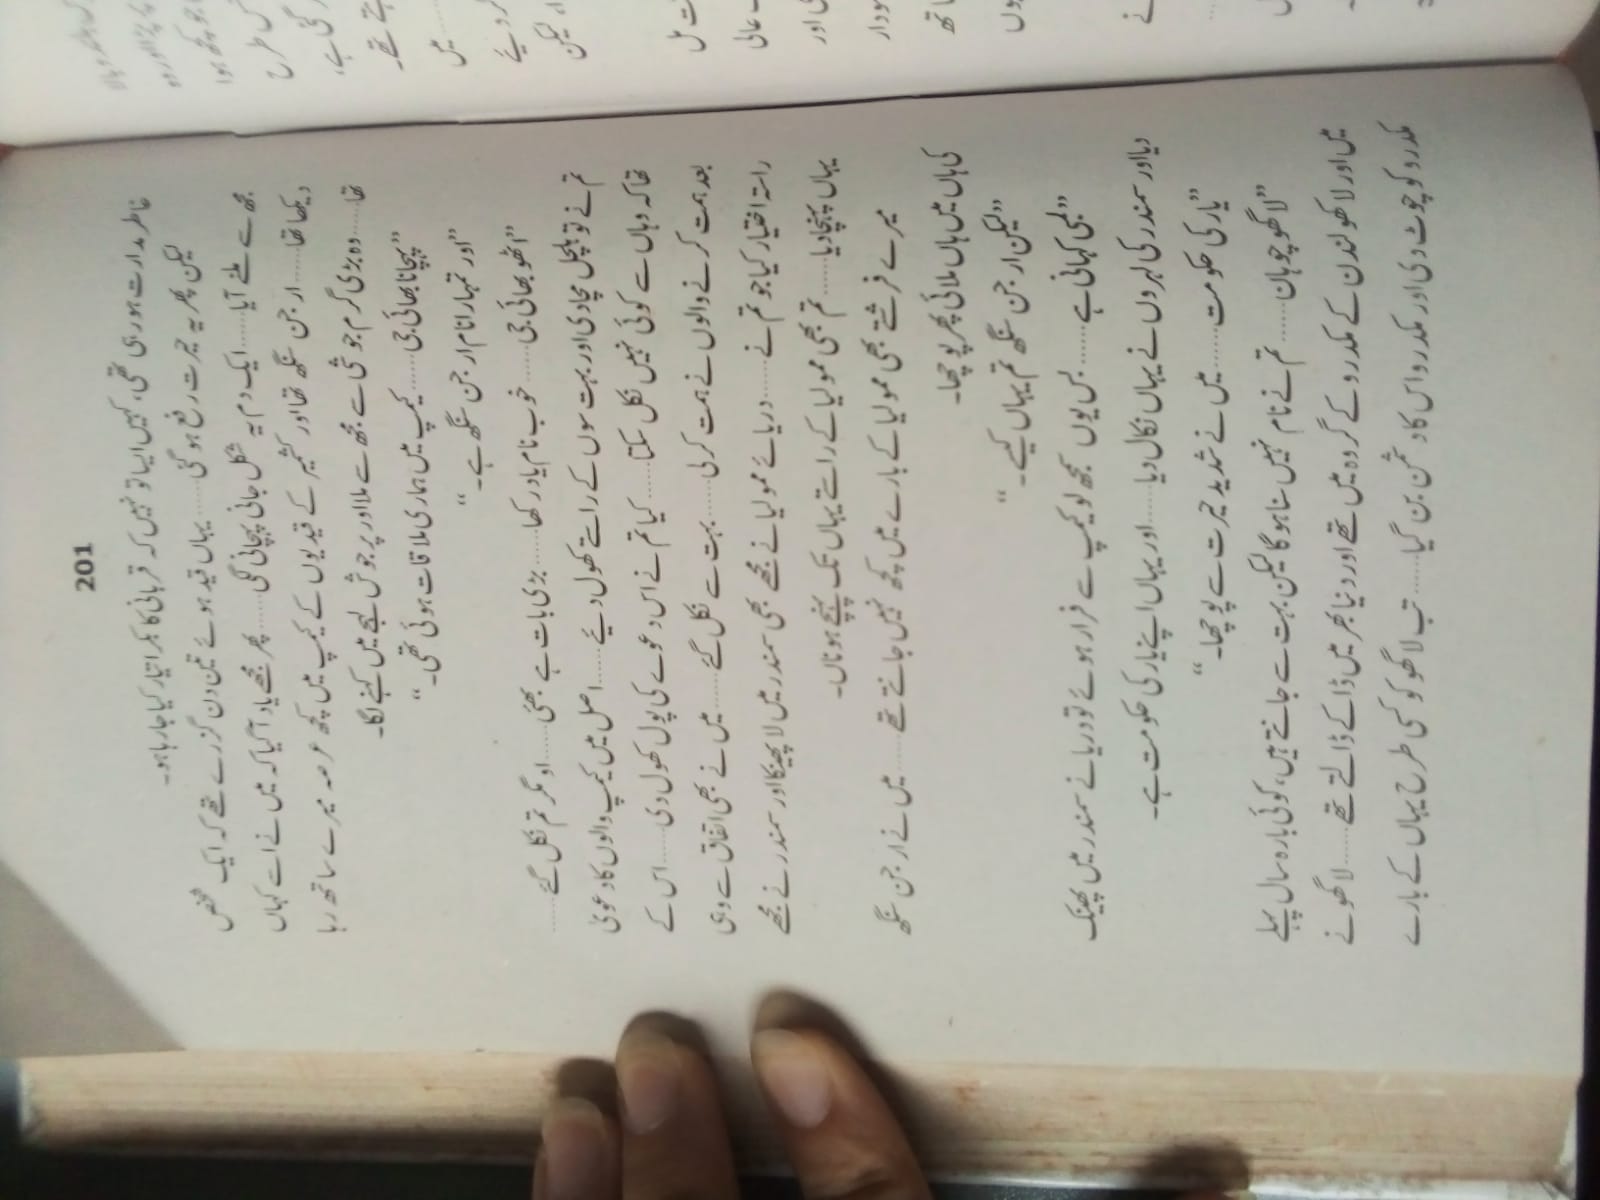 201
خاطر مدارت ہو رہی تھی، کہیں ایسا تو نہیں کہ قربانی کا بکرا تیار کیا جا رہا ہو۔
لیکن پھر یہ حیرت رفع ہو گئی...... یہاں قید ہوئے تین دن گزرے تھے کہ ایک شخص
مجھ سے ملنے آیا...... ایک دم یہ شکل جانی پہچانی لگی...... پھر مجھے یاد آ گیا کہ میں نے اسے کہاں
دیکھا تھا...... ارجن سنگھ تھا اور کشمیر کے قیدیوں کے کیمپ میں کچھ عرصہ میرے ساتھ رہا
تھا...... وہ بڑی گرم جوشی سے مجھ سے ملا اور پرجوش لہجے میں کہنے لگا۔
”پہچانا بھائی جی...... کیمپ میں ہماری ملاقات ہوئی تھی۔“
”اور تمہارا نام ارجن سنگھ ہے۔“
”اٹھو بھائی جی...... خوب نام یاد رکھا...... بڑی بات ہے بھئی...... او مگر تم نکل گئے......
تم نے تو ہلچل مچا دی اور بہت سوں کے راستے کھول دیئے...... اصل میں کیمپ والوں کا دعویٰ
تھا کہ وہاں سے کوئی نہیں نکل سکتا...... کیا تم نے اس دعوے کی پول کھول دی...... اس کے
بعد ہمت کرنے والوں نے ہمت کر لی...... بہت سے نکل گئے...... میں نے بھی اتفاق سے وہی
راستہ اختیار کیا جو تم نے...... دریائے ممولیا نے مجھے بھی سمندر میں لا پھینکا اور سمندر نے مجھے
یہاں پہنچا دیا...... تم بھی ممولیا کے راستے یہاں تک پہنچے ہو ناں۔
میرے فرشتے بھی ممولیا کے بارے میں کچھ نہیں جانتے تھے...... میں نے ارجن سنگھ
کی ہاں میں ہاں ملائی پھر پوچھا۔
”لیکن ارجن سنگھ تم یہاں کیسے۔“
”لمبی کہانی ہے...... بس یوں سمجھ لو کیمپ سے فرار ہوئے تو دریا نے سمندر میں پھینک
دیا اور سمندر کی لہروں نے یہاں نکال دیا...... اور یہاں اپنے یار کی حکومت ہے۔
”یار کی حکومت...... میں نے شدید حیرت سے پوچھا۔“
”لاگھو چوہان...... تم نے نام نہیں سنا ہو گا لیکن بہت سے جانتے ہیں، کوئی بارہ سال پہلے
میں اور لاکھو لندن کے مکدرو کے گروہ میں تھے اور دنیا بھر میں ڈاکے ڈالتے تھے...... لاگھو نے
مکدرو کو چوٹ دی اور مکدرو اس کا دشمن بن گیا...... تب لاگھو کو کسی طرح یہاں کے بارے